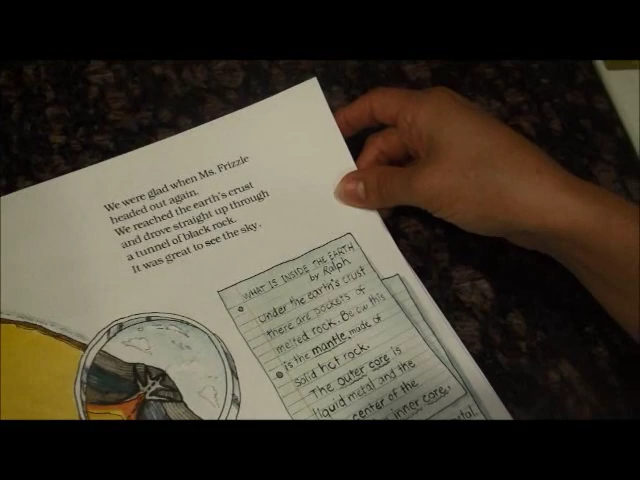 We were glad when Ms. Frizzle
headed out again.
We reached the earth's crust
and drove straight up through
a tunnel of black rock.
It was great to see the sky.
WHAT IS INSIDE THE EARTH
by Ralph
Under the earth's crust
there are pockets of
melted rock. Below this
is the mantle, made of
solid hot rock.
The outer core is
liquid metal and the
center of the
inner core.